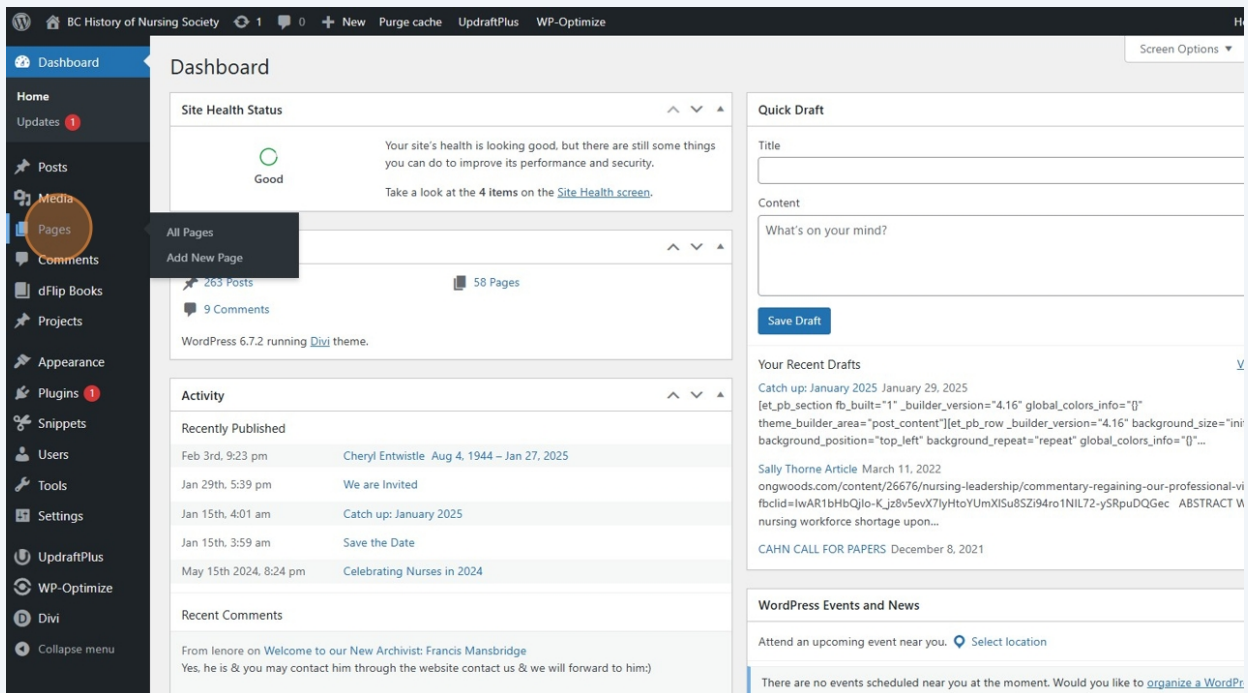 BC History of Nursing Society 1 0 New Purge cache UpdraftPlus WP-Optimize
Screen Options
Dashboard
Home
Updates 1
Posts
Media
Pages
Comments
dFlip Books
Projects
Appearance
Plugins 1
Snippets
Users
Tools
Settings
UpdraftPlus
WP-Optimize
Divi
Collapse menu
All Pages
Add New Page
Dashboard
Site Health Status
Good
Your site's health is looking good, but there are still some things
you can do to improve its performance and security.
Take a look at the 4 items on the Site Health screen.
263 Posts
58 Pages
9 Comments
WordPress 6.7.2 running Divi theme.
Activity
Recently Published
Feb 3rd, 9:23 pm Cheryl Entwistle Aug 4, 1944 – Jan 27, 2025
Jan 29th, 5:39 pm We are Invited
Jan 15th, 4:01 am Catch up: January 2025
Jan 15th, 3:59 am Save the Date
May 15th 2024, 8:24 pm Celebrating Nurses in 2024
Recent Comments
From lenore on Welcome to our New Archivist: Francis Mansbridge
Yes, he is & you may contact him through the website contact us & we will forward to him:)
Quick Draft
Title
Content
What's on your mind?
Save Draft
Your Recent Drafts
Catch up: January 2025 January 29, 2025
[et_pb_section fb_built="1" _builder_version="4.16" global_colors_info="{}"
theme_builder_area="post_content"][et_pb_row _builder_version="4.16" background_size="ini
background_position="top_left" background_repeat="repeat" global_colors_info="{}"...
Sally Thorne Article March 11, 2022
ongwoods.com/content/26676/nursing-leadership/commentary-regaining-our-professional-vi
ABSTRACT W
nursing workforce shortage upon...
CAHN CALL FOR PAPERS December 8, 2021
WordPress Events and News
Attend an upcoming event near you. Select location
There are no events scheduled near you at the moment. Would you like to organize a WordPr